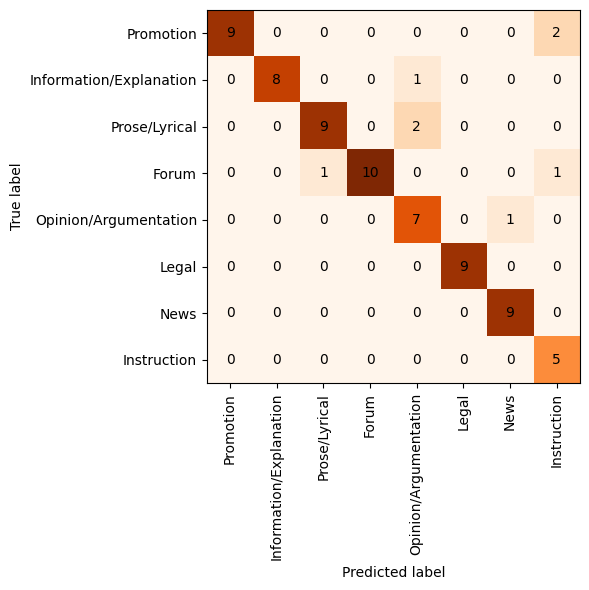 Promotion 9 0 0 0 0 0 0 2
Information/Explanation 0 8 0 0 1 0 0 0
Prose/Lyrical 0 0 9 0 2 0 0 0
Forum 0 0 1 10 0 0 0 1
Opinion/Argumentation 0 0 0 0 7 0 1 0
Legal 0 0 0 0 0 9 0 0
News 0 0 0 0 0 0 9 0
Instruction 0 0 0 0 0 0 0 5
True label
Promotion
Information/Explanation
Prose/Lyrical
Forum
Opinion/Argumentation
Legal
News
Instruction
Predicted label